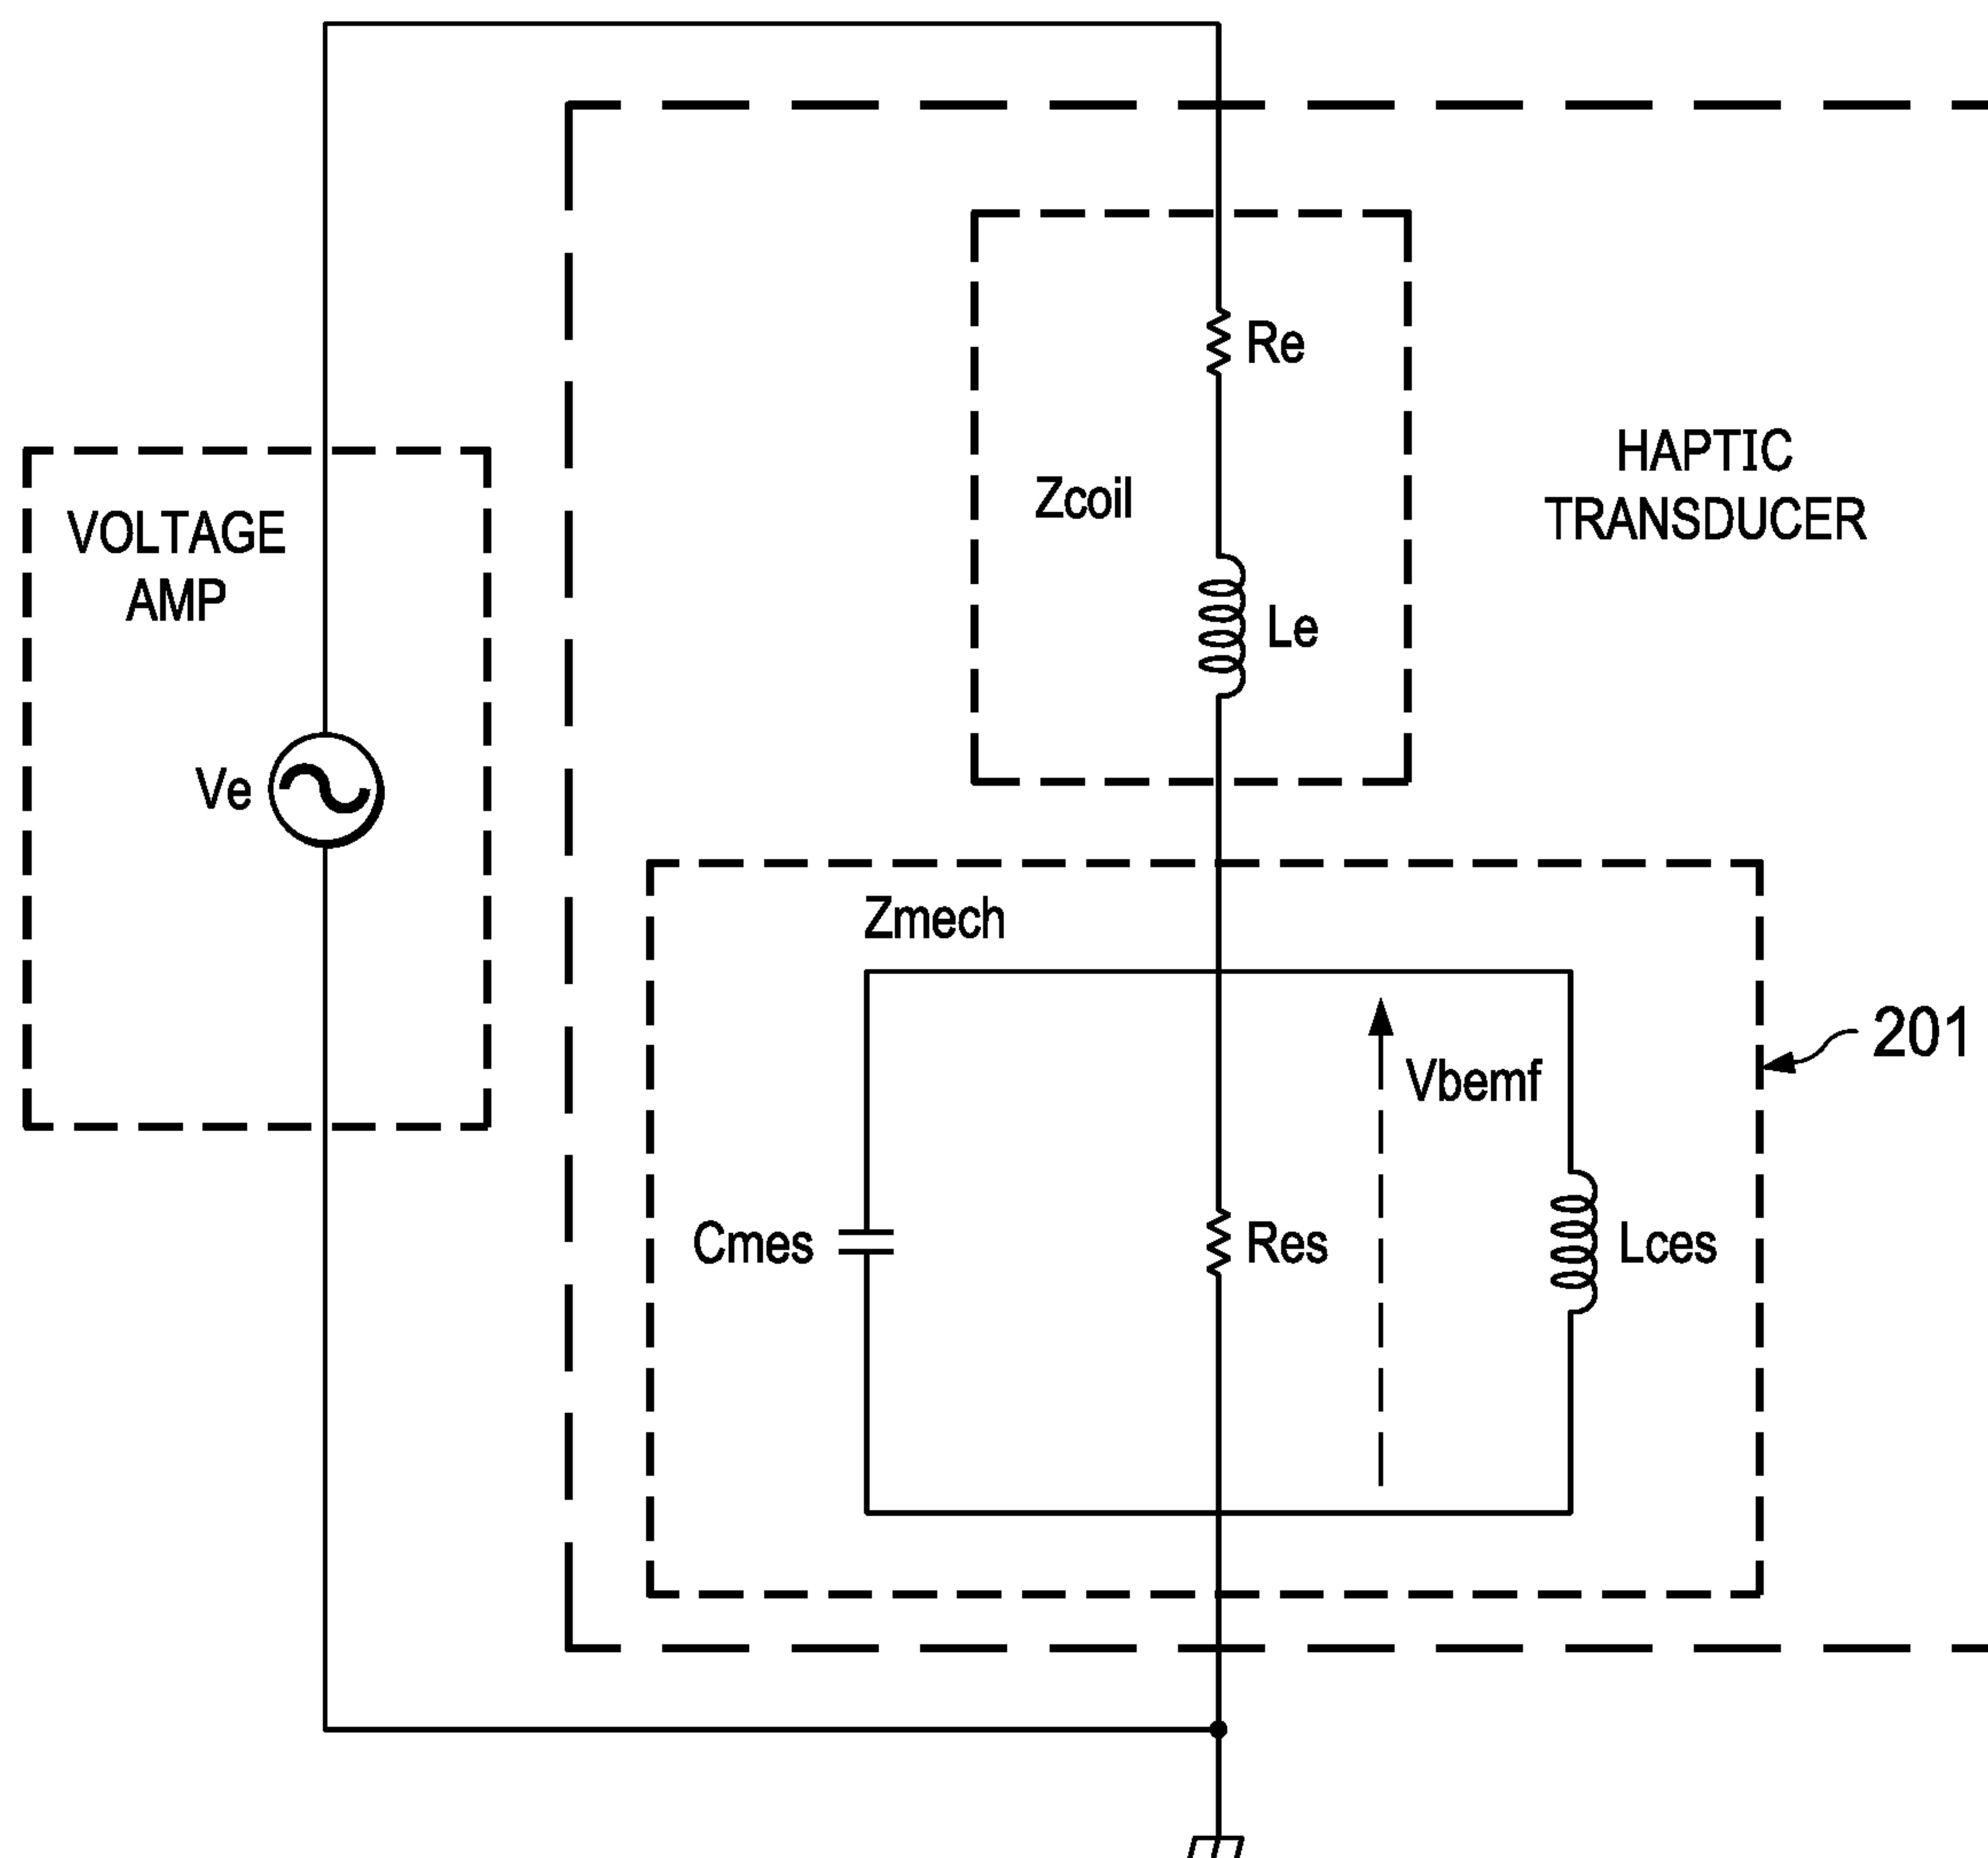 Re
HAPTIC
TRANSDUCER
Zcoil
VOLTAGE
AMP
Le
Ve
Zmech
201
Vbemf
Cmes
Res
Lces